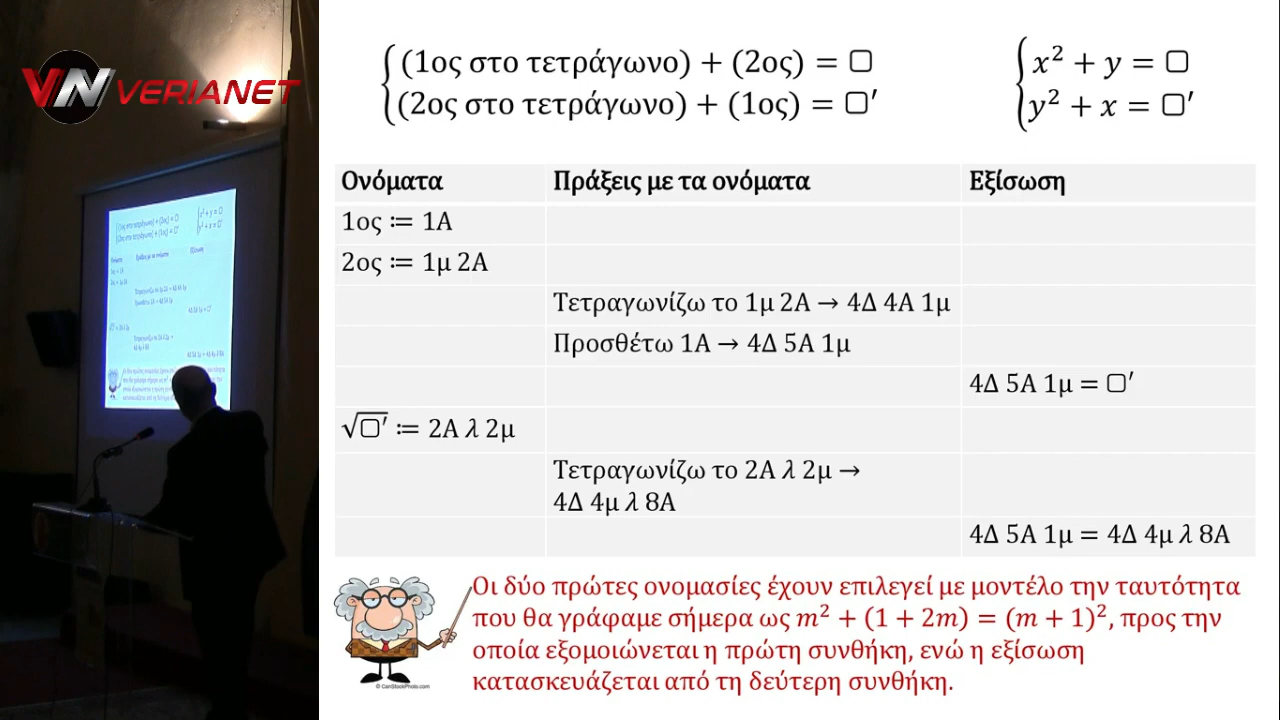 VN VERIANET
(1ος στο τετράγωνο) + (2ος) = □
(2ος στο τετράγωνο) + (1ος) = □′
x² + y = □
y² + x = □′
Ονόματα Πράξεις με τα ονόματα Εξίσωση
1ος ≔ 1Α
2ος ≔ 1μ 2Α
Τετραγωνίζω το 1μ 2Α → 4Δ 4Α 1μ
Προσθέτω 1Α → 4Δ 5Α 1μ
4Δ 5Α 1μ = □′
√□′ ≔ 2Α λ 2μ
Τετραγωνίζω το 2Α λ 2μ →
4Δ 4μ λ 8Α
4Δ 5Α 1μ = 4Δ 4μ λ 8Α
Οι δύο πρώτες ονομασίες έχουν επιλεγεί με μοντέλο την ταυτότητα
που θα γράφαμε σήμερα ως m² + (1 + 2m) = (m + 1)², προς την
οποία εξομοιώνεται η πρώτη συνθήκη, ενώ η εξίσωση
κατασκευάζεται από τη δεύτερη συνθήκη.
© CanStockPhoto.com